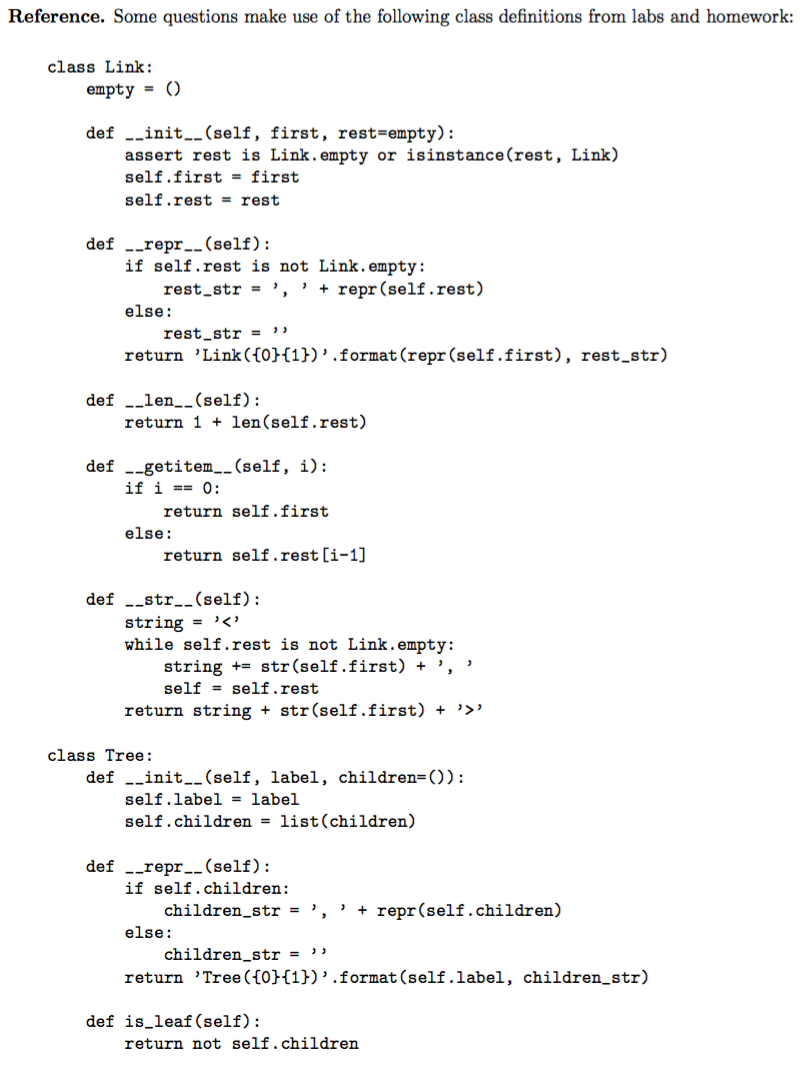 Reference. Some questions make use of the following class definitions from labs and homework:
class Link:
    empty = ()
    def __init__(self, first, rest=empty):
        assert rest is Link.empty or isinstance(rest, Link)
        self.first = first
        self.rest = rest
    def __repr__(self):
        if self.rest is not Link.empty:
            rest_str = ’, ’ + repr(self.rest)
        else:
            rest_str = ’’
        return ’Link({0}{1})’.format(repr(self.first), rest_str)
    def __len__(self):
        return 1 + len(self.rest)
    def __getitem__(self, i):
        if i == 0:
            return self.first
        else:
            return self.rest[i-1]
    def __str__(self):
        string = ’<’
        while self.rest is not Link.empty:
            string += str(self.first) + ’, ’
            self = self.rest
        return string + str(self.first) + ’>’
class Tree:
    def __init__(self, label, children=()):
        self.label = label
        self.children = list(children)
    def __repr__(self):
        if self.children:
            children_str = ’, ’ + repr(self.children)
        else:
            children_str = ’’
        return ’Tree({0}{1})’.format(self.label, children_str)
    def is_leaf(self):
        return not self.children